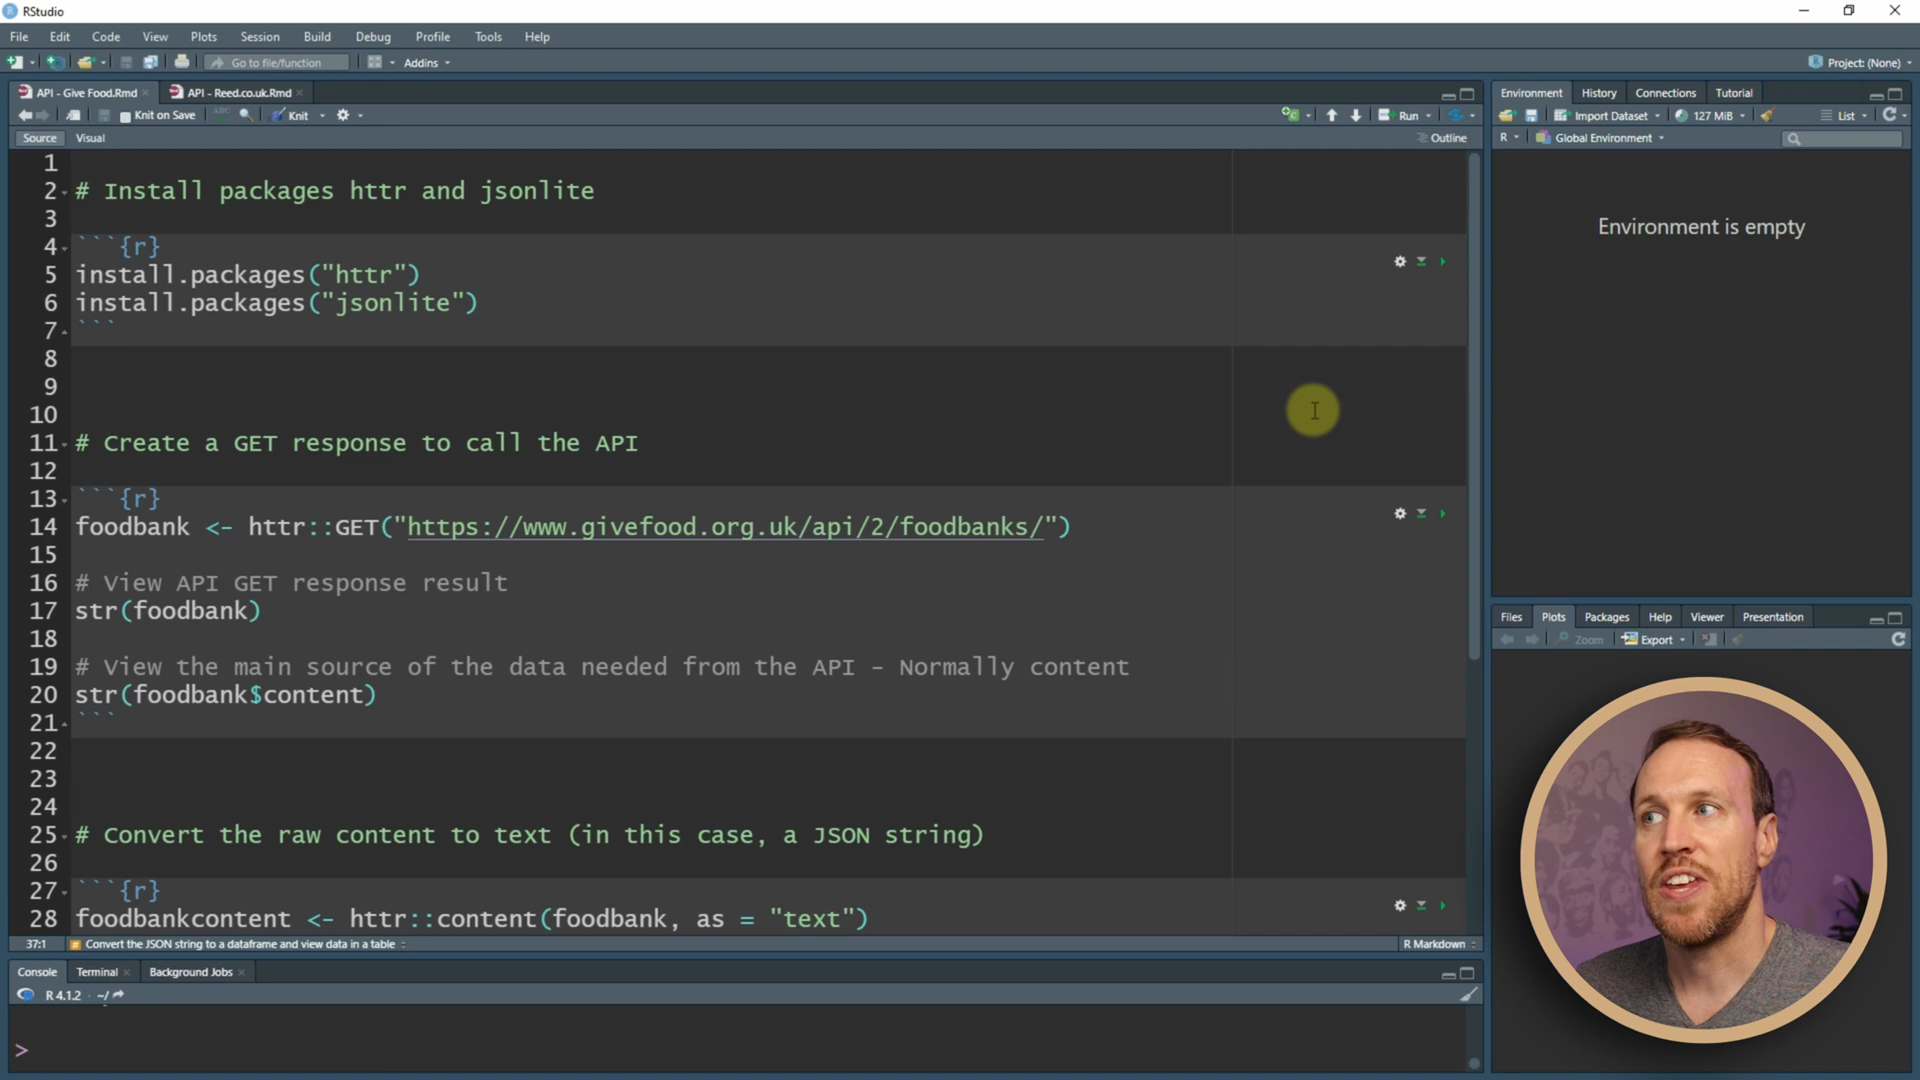 RStudio
File Edit Code View Plots Session Build Debug Profile Tools Help
Go to file/function Addins Project: (None)
API - Give Food.Rmd API - Reed.co.uk.Rmd
Knit on Save ABC Knit Run
Source Visual Outline
1
2 # Install packages httr and jsonlite
3
4 ```{r}
5 install.packages("httr")
6 install.packages("jsonlite")
7 ```
8
9
10
11 # Create a GET response to call the API
12
13 ```{r}
14 foodbank <- httr::GET("https://www.givefood.org.uk/api/2/foodbanks/")
15
16 # View API GET response result
17 str(foodbank)
18
19 # View the main source of the data needed from the API - Normally content
20 str(foodbank$content)
21 ```
22
23
24
25 # Convert the raw content to text (in this case, a JSON string)
26
27 ```{r}
28 foodbankcontent <- httr::content(foodbank, as = "text")
37:1 # Convert the JSON string to a dataframe and view data in a table R Markdown
Console Terminal Background Jobs
R 4.1.2 · ~/
>
Environment History Connections Tutorial
Import Dataset 127 MiB List
R Global Environment
Environment is empty
Files Plots Packages Help Viewer Presentation
Zoom Export